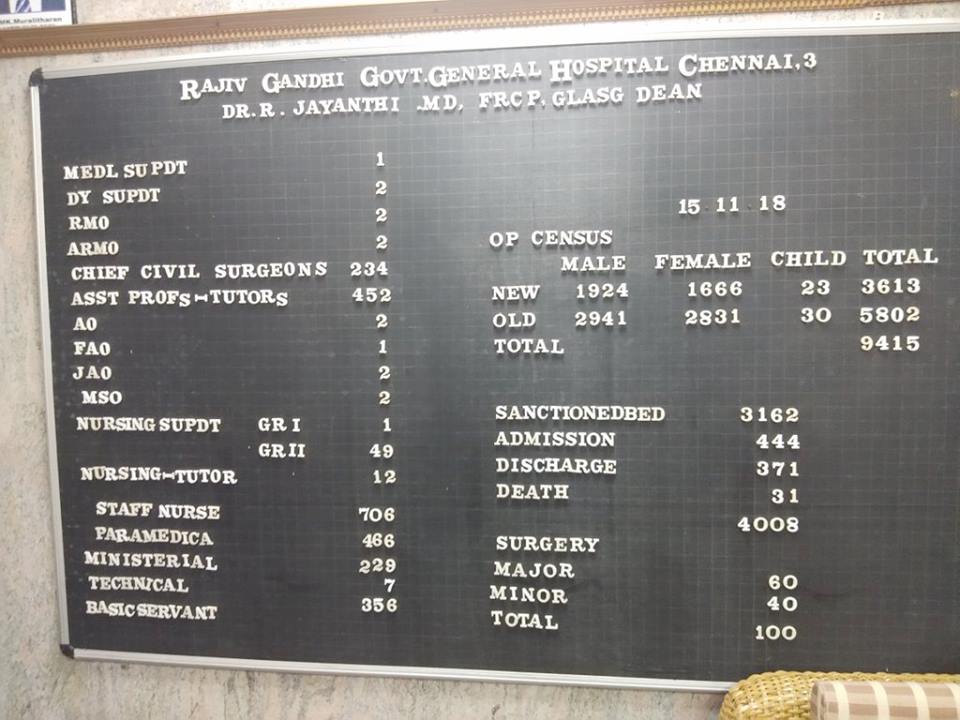 MK.Muralitharan
RAJIV GANDHI GOVT.GENERAL HOSPITAL CHENNAI,3
DR.R. JAYANTHI .MD, FRCP.GLASG DEAN
MEDL SUPDT 1
DY SUPDT 2
RMO 2
ARMO 2
CHIEF CIVIL SURGEONS 234
ASST PROFS-TUTORS 452
AO 2
FAO 1
JAO 2
MSO 2
NURSING SUPDT GR I 1
GRII 49
NURSING-TUTOR 12
STAFF NURSE 706
PARAMEDICA 466
MINISTERIAL 229
TECHNICAL 7
BASIC SERVANT 356
15 11 18
OP CENSUS
MALE FEMALE CHILD TOTAL
NEW 1924 1666 23 3613
OLD 2941 2831 30 5802
TOTAL 9415
SANCTIONEDBED 3162
ADMISSION 444
DISCHARGE 371
DEATH 31
4008
SURGERY
MAJOR 60
MINOR 40
TOTAL 100